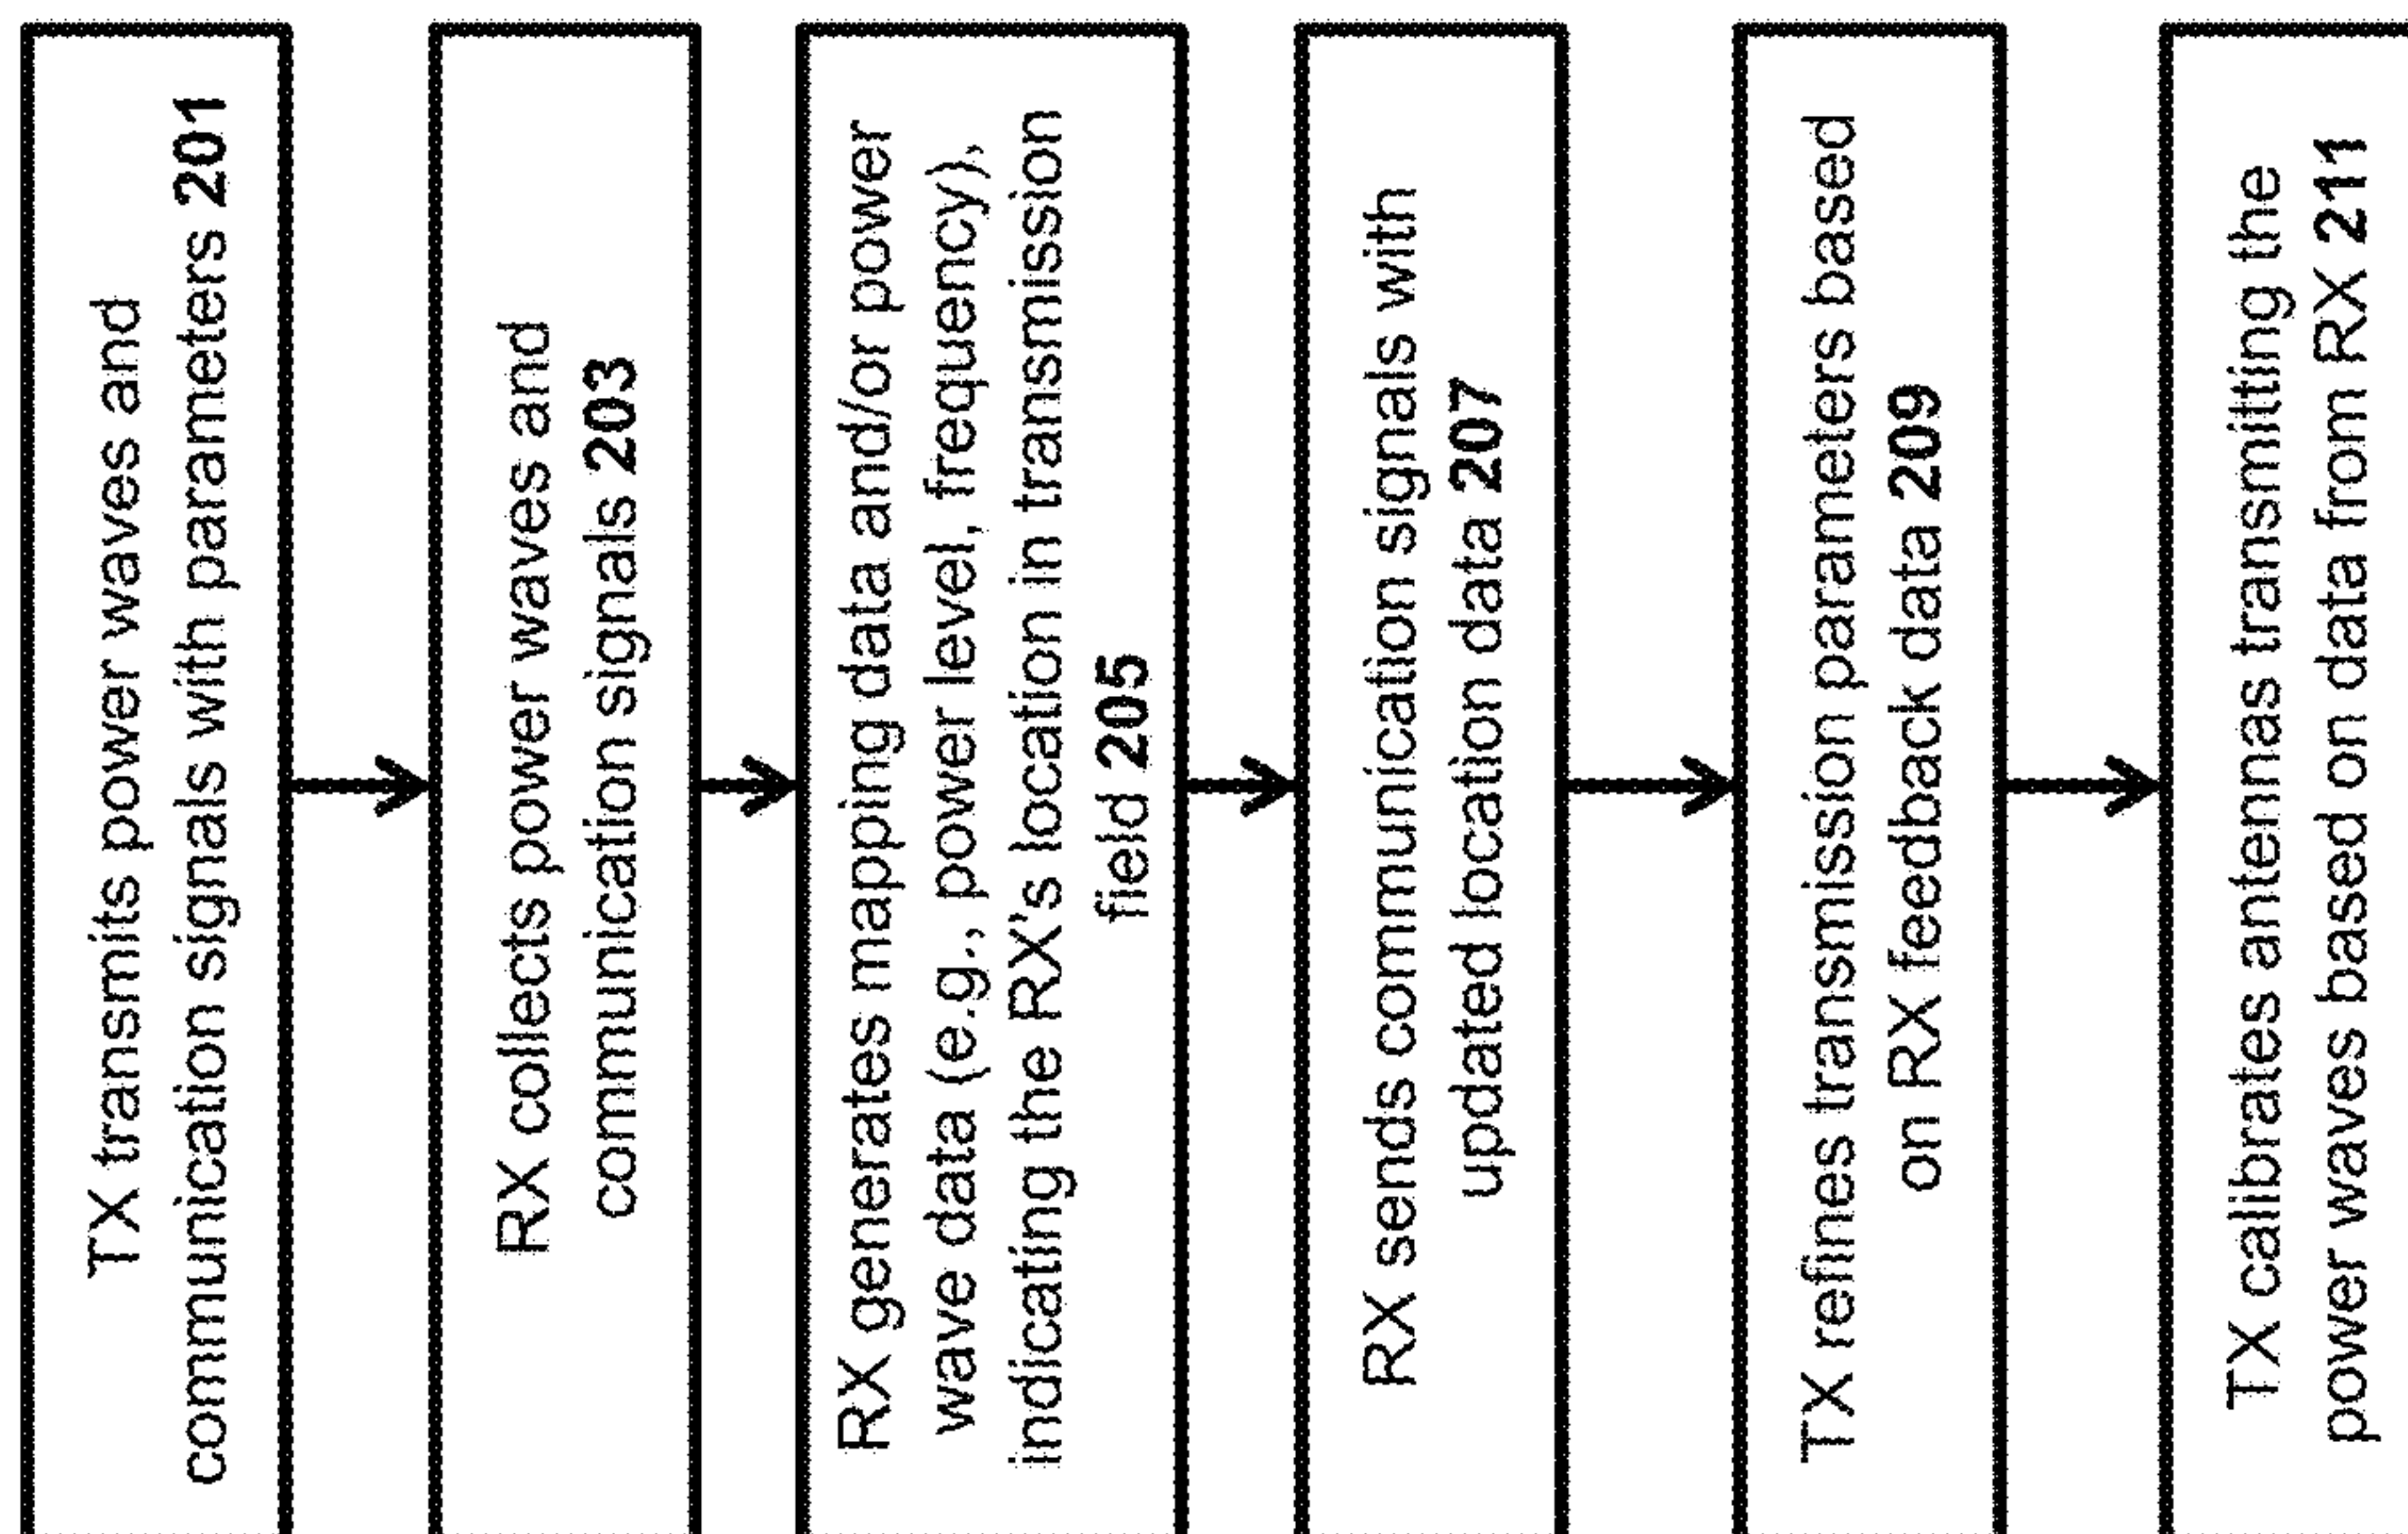 TX transmits power waves and
communication signals with parameters 201
RX collects power waves and
communication signals 203
RX generates mapping data and/or power
wave data (e.g., power level, frequency),
indicating the RX's location in transmission
field 205
RX sends communication signals with
updated location data 207
TX refines transmission parameters based
on RX feedback data 209
TX calibrates antennas transmitting the
power waves based on data from RX 211